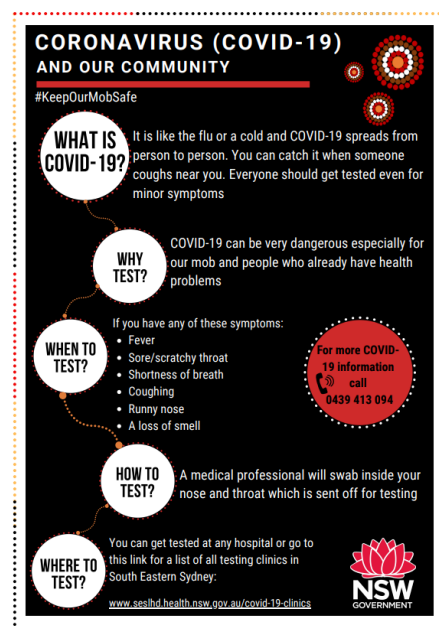 CORONAVIRUS (COVID-19)
AND OUR COMMUNITY
#KeepOurMobSafe
WHAT IS
COVID-19?
It is like the flu or a cold and COVID-19 spreads from
person to person. You can catch it when someone
coughs near you. Everyone should get tested even for
minor symptoms
WHY
TEST?
COVID-19 can be very dangerous especially for
our mob and people who already have health
problems
WHEN TO
TEST?
If you have any of these symptoms:
• Fever
• Sore/scratchy throat
• Shortness of breath
• Coughing
• Runny nose
• A loss of smell
For more COVID-
19 information
call
0439 413 094
HOW TO
TEST?
A medical professional will swab inside your
nose and throat which is sent off for testing
WHERE TO
TEST?
You can get tested at any hospital or go to
this link for a list of all testing clinics in
South Eastern Sydney:
www.seslhd.health.nsw.gov.au/covid-19-clinics
NSW
GOVERNMENT